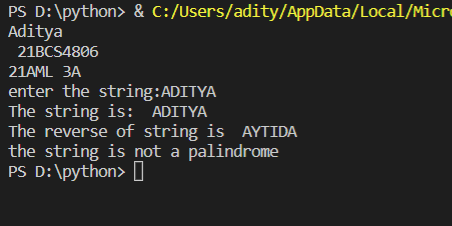 PS D:\python> & C:/Users/adity/AppData/Local/Micro
Aditya
 21BCS4806
21AML 3A
enter the string:ADITYA
The string is:  ADITYA
The reverse of string is  AYTIDA
the string is not a palindrome
PS D:\python>